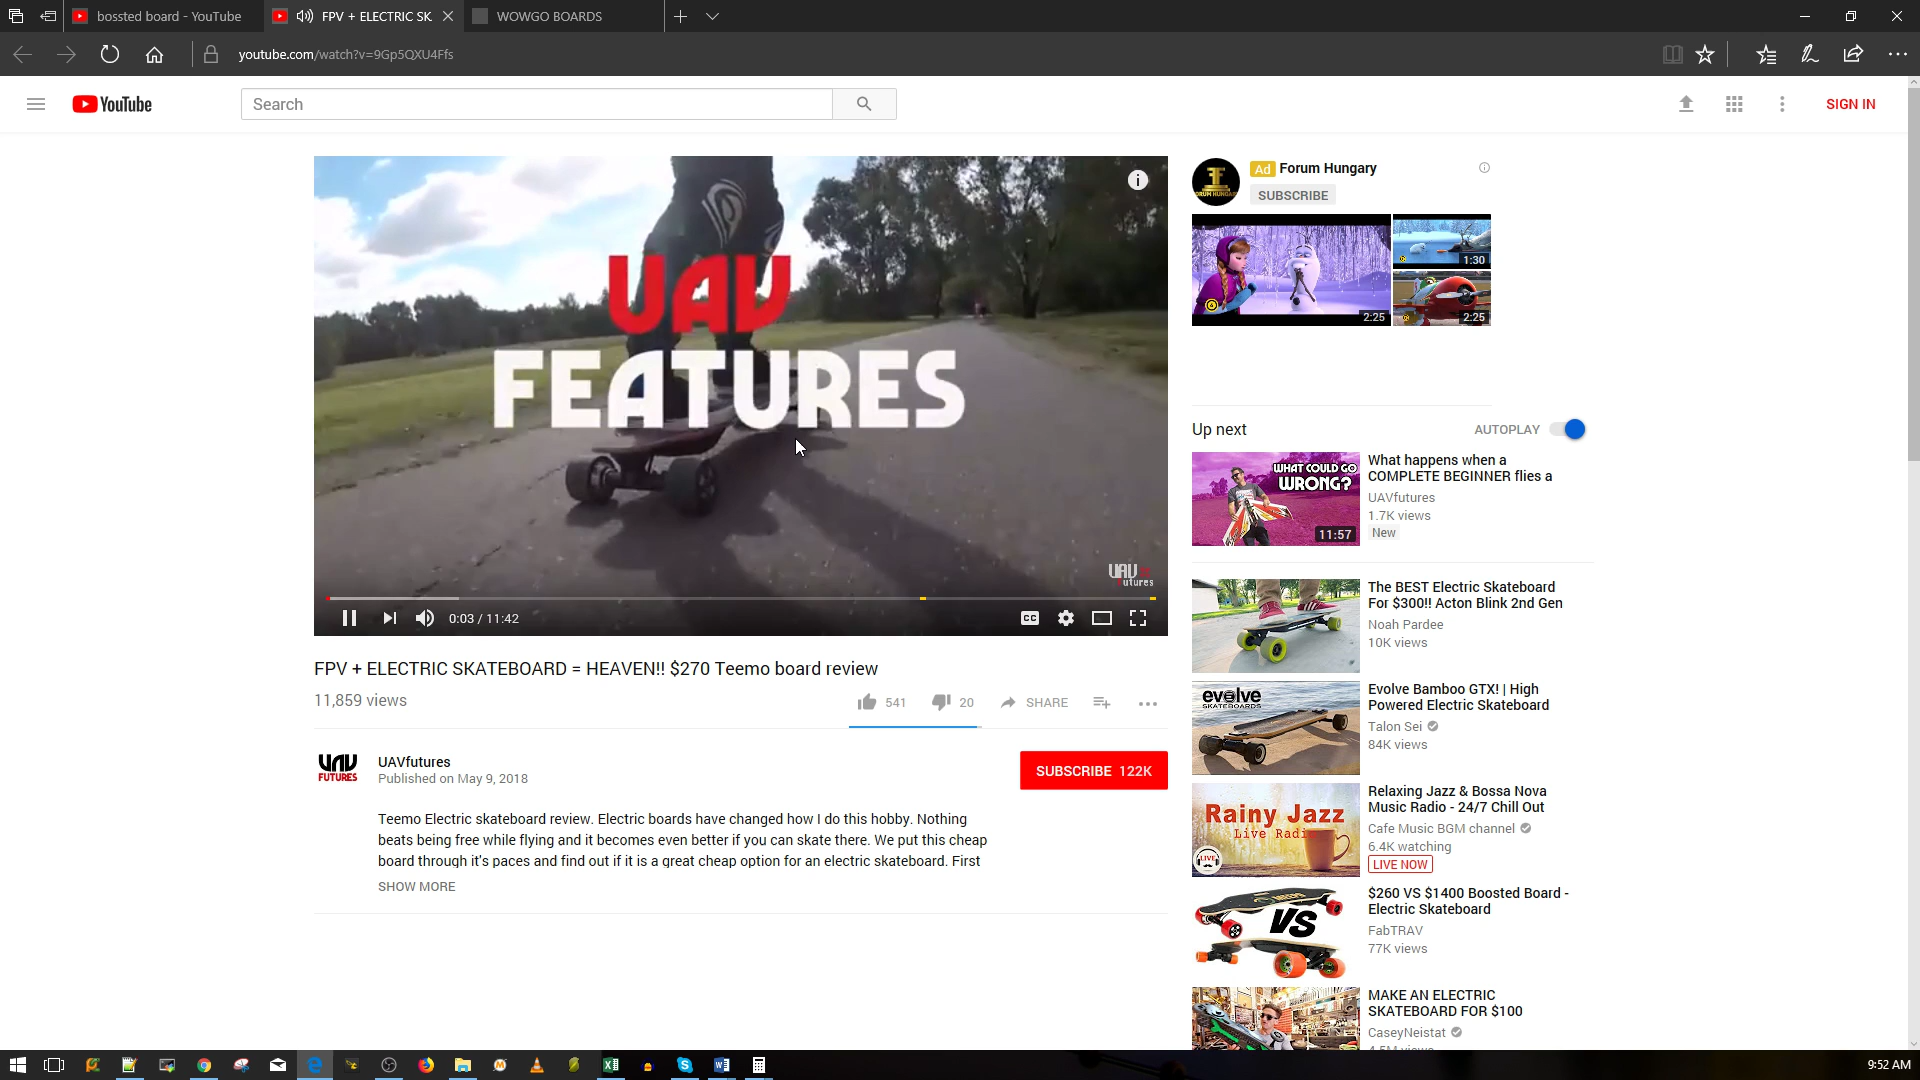 bossted board - YouTube
FPV + ELECTRIC SK
WOWGO BOARDS
youtube.com/watch?v=9Gp5QXU4Ffs
YouTube
Search
SIGN IN
UAV
FEATURES
UAV
utures
0:03 / 11:42
CC
FPV + ELECTRIC SKATEBOARD = HEAVEN!! $270 Teemo board review
11,859 views
541
20
SHARE
UAV
FUTURES
UAVfutures
Published on May 9, 2018
SUBSCRIBE 122K
Teemo Electric skateboard review. Electric boards have changed how I do this hobby. Nothing
beats being free while flying and it becomes even better if you can skate there. We put this cheap
board through it's paces and find out if it is a great cheap option for an electric skateboard. First
SHOW MORE
Ad Forum Hungary
SUBSCRIBE
2:25
1:30
2:25
Up next
AUTOPLAY
WHAT COULD GO
WRONG?
11:57
What happens when a
COMPLETE BEGINNER flies a
UAVfutures
1.7K views
New
The BEST Electric Skateboard
For $300!! Acton Blink 2nd Gen
Noah Pardee
10K views
evolve
SKATEBOARDS
Evolve Bamboo GTX! | High
Powered Electric Skateboard
Talon Sei
84K views
Rainy Jazz
Live Radio
LIVE
Relaxing Jazz & Bossa Nova
Music Radio - 24/7 Chill Out
Cafe Music BGM channel
6.4K watching
LIVE NOW
VS
$260 VS $1400 Boosted Board -
Electric Skateboard
FabTRAV
77K views
MAKE AN ELECTRIC
SKATEBOARD FOR $100
CaseyNeistat
9:52 AM